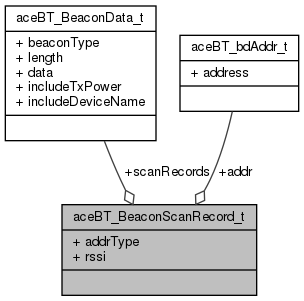 aceBT_BeaconData_t
+ beaconType
+ length
+ data
+ includeTxPower
+ includeDeviceName
aceBT_bdAddr_t
+ address
+scanRecords
+addr
aceBT_BeaconScanRecord_t
+ addrType
+ rssi